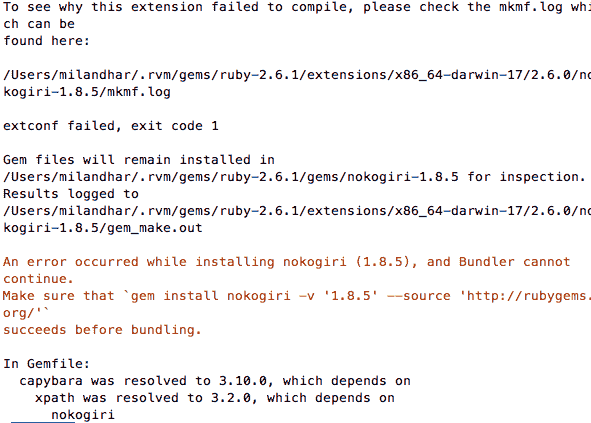 To see why this extension failed to compile, please check the mkmf.log whi
ch can be
found here:
/Users/milandhar/.rvm/gems/ruby-2.6.1/extensions/x86_64-darwin-17/2.6.0/no
kogiri-1.8.5/mkmf.log
extconf failed, exit code 1
Gem files will remain installed in
/Users/milandhar/.rvm/gems/ruby-2.6.1/gems/nokogiri-1.8.5 for inspection.
Results logged to
/Users/milandhar/.rvm/gems/ruby-2.6.1/extensions/x86_64-darwin-17/2.6.0/no
kogiri-1.8.5/gem_make.out
An error occurred while installing nokogiri (1.8.5), and Bundler cannot
continue.
Make sure that `gem install nokogiri -v '1.8.5' --source 'http://rubygems.
org/'`
succeeds before bundling.
In Gemfile:
capybara was resolved to 3.10.0, which depends on
xpath was resolved to 3.2.0, which depends on
nokogiri